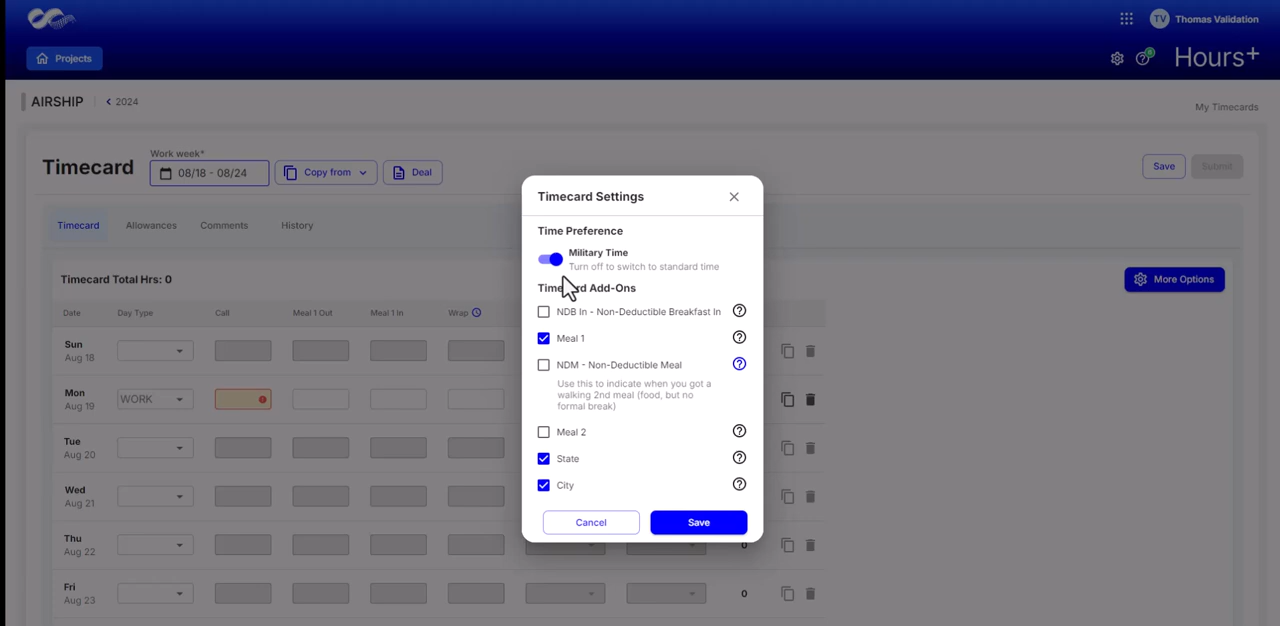 TV Thomas Validation
Projects
Hours+
AIRSHIP
2024
My Timecards
Timecard
Work week*
08/18 - 08/24
Copy from
Deal
Save
Submit
Timecard
Allowances
Comments
History
Timecard Total Hrs: 0
More Options
Date
Day Type
Call
Meal 1 Out
Meal 1 In
Wrap
Sun
Aug 18
Mon
Aug 19
WORK
Tue
Aug 20
Wed
Aug 21
Thu
Aug 22
0
Fri
Aug 23
0
Timecard Settings
Time Preference
Military Time
Turn off to switch to standard time
Add-Ons
NDB In - Non-Deductible Breakfast In
Meal 1
NDM - Non-Deductible Meal
Use this to indicate when you got a
walking 2nd meal (food, but no
formal break)
Meal 2
State
City
Cancel
Save